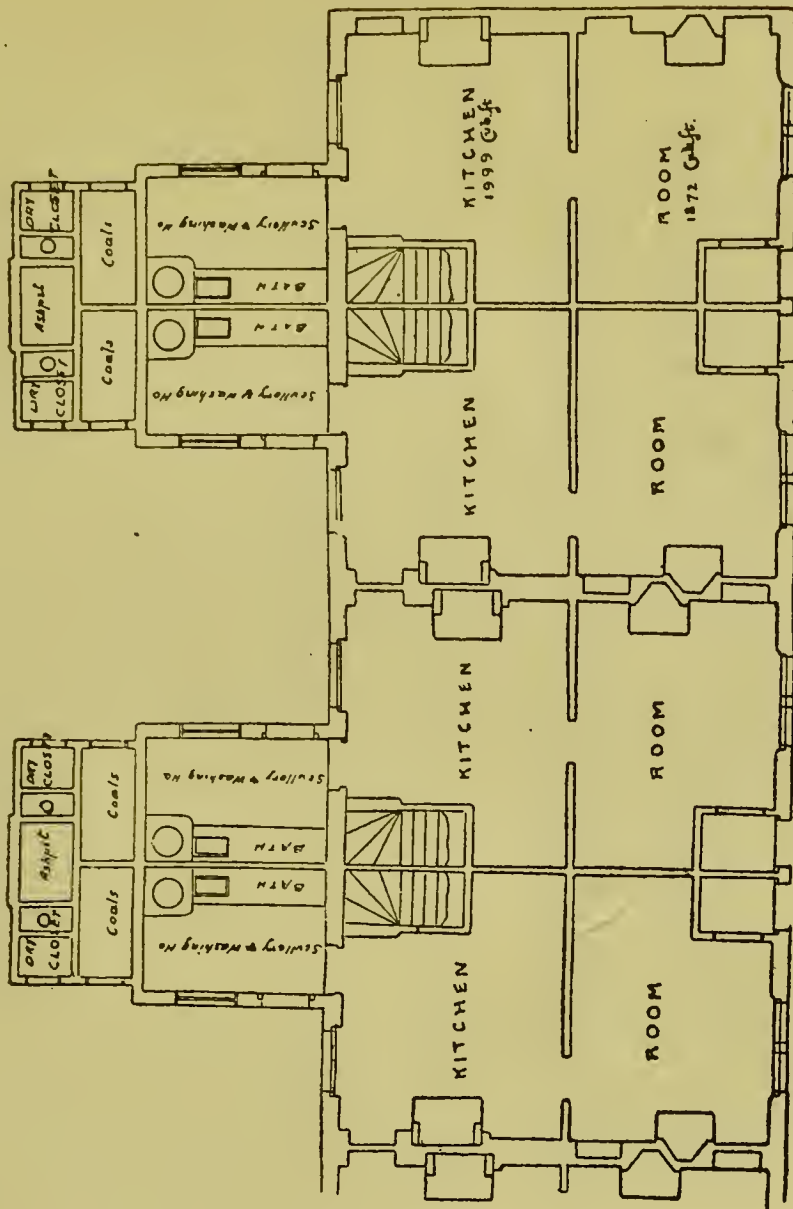 DRY
CLOSET
Ashpit
DRY
CLOSET
Coals
Coals
Scullery & Washing Ho
BATH
BATH
Scullery & Washing Ho
KITCHEN
1999 Cub.ft.
ROOM
1872 Cub.ft.
KITCHEN
ROOM
DRY
CLOSET
Ashpit
DRY
CLOSET
Coals
Coals
Scullery & Washing Ho
BATH
BATH
Scullery & Washing Ho
KITCHEN
ROOM
KITCHEN
ROOM